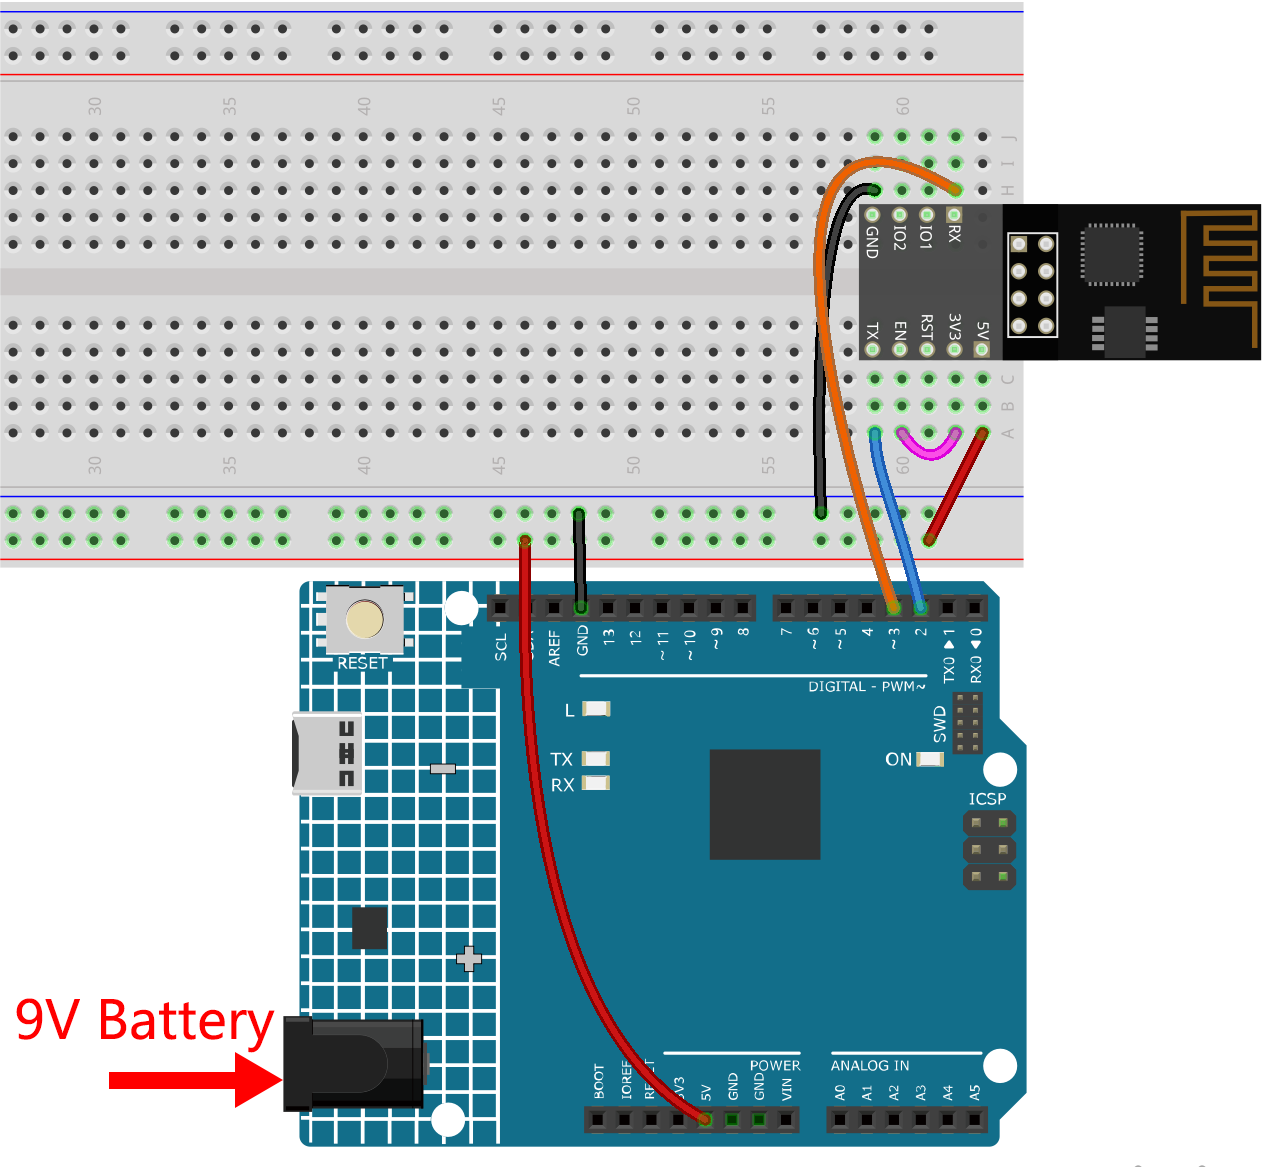 30 35 40 45 50 55 60
J
I
H
GND IO2 IO1 RX
TX EN RST 3V3 5V
C
B
A
30 35 40 45 50 55 60
RESET
SCL AREF GND 13 12 ~11 ~10 ~9 8 7 ~6 ~5 4 ~3 2 TX0▶1 RX0◀0
DIGITAL - PWM~
L
SWD
TX
ON
RX
ICSP
9V Battery
POWER
ANALOG IN
BOOT IOREF 5V GND GND VIN A0 A1 A2 A3 A4 A5